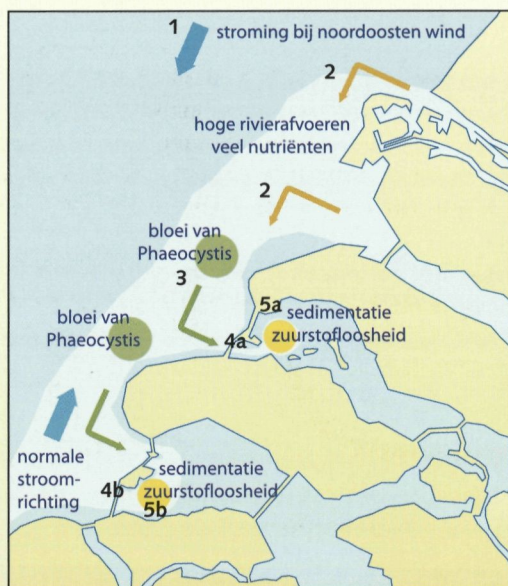 1
stroming bij noordoosten wind
2
hoge rivierafvoeren
veel nutriënten
2
bloei van
Phaeocystis
3
bloei van
Phaeocystis
5a
sedimentatie
4a
zuurstofloosheid
normale
stroom-
richting
sedimentatie
4b
zuurstofloosheid
5b